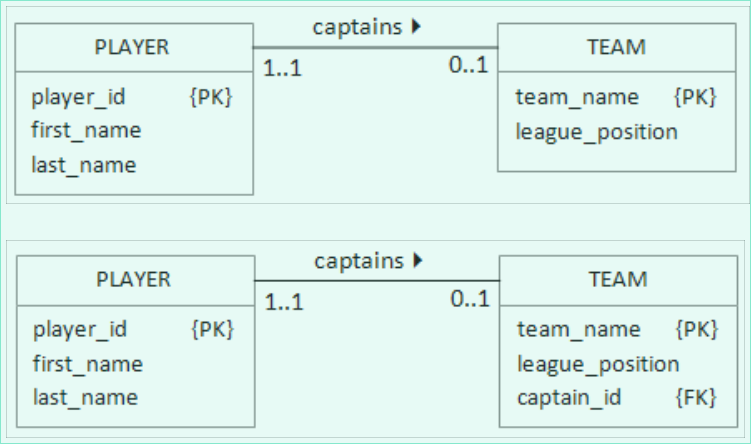 captains ▶
PLAYER
TEAM
1..1
0..1
player_id {PK}
first_name
last_name
team_name {PK}
league_position
captains ▶
PLAYER
TEAM
1..1
0..1
player_id {PK}
first_name
last_name
team_name {PK}
league_position
captain_id {FK}